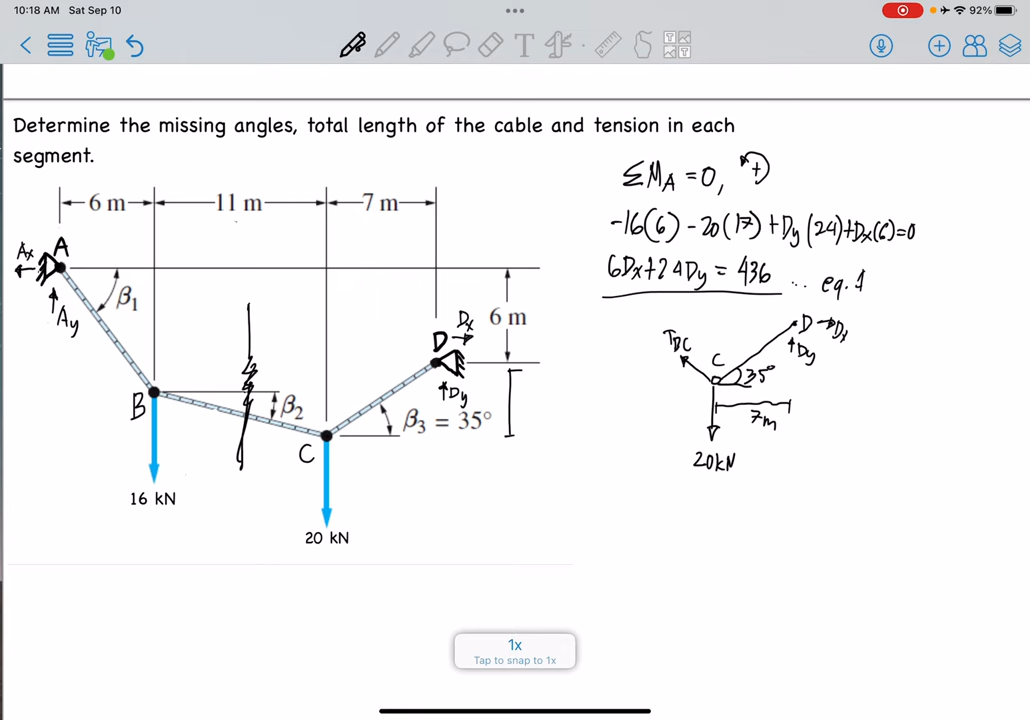 10:18 AM Sat Sep 10
92%
Determine the missing angles, total length of the cable and tension in each
segment.
6 m
11 m
7 m
Ax
A
Ay
β1
6 m
Dx
D
Dy
B
β2
C
β3 = 35°
16 kN
20 kN
ΣMA = 0, +
-16(6) - 20(17) + Dy(24) + Dx(6) = 0
6Dx + 24Dy = 436 ... eq. 1
TDC
C
D
Dx
Dy
35°
7m
20kN
1x
Tap to snap to 1x